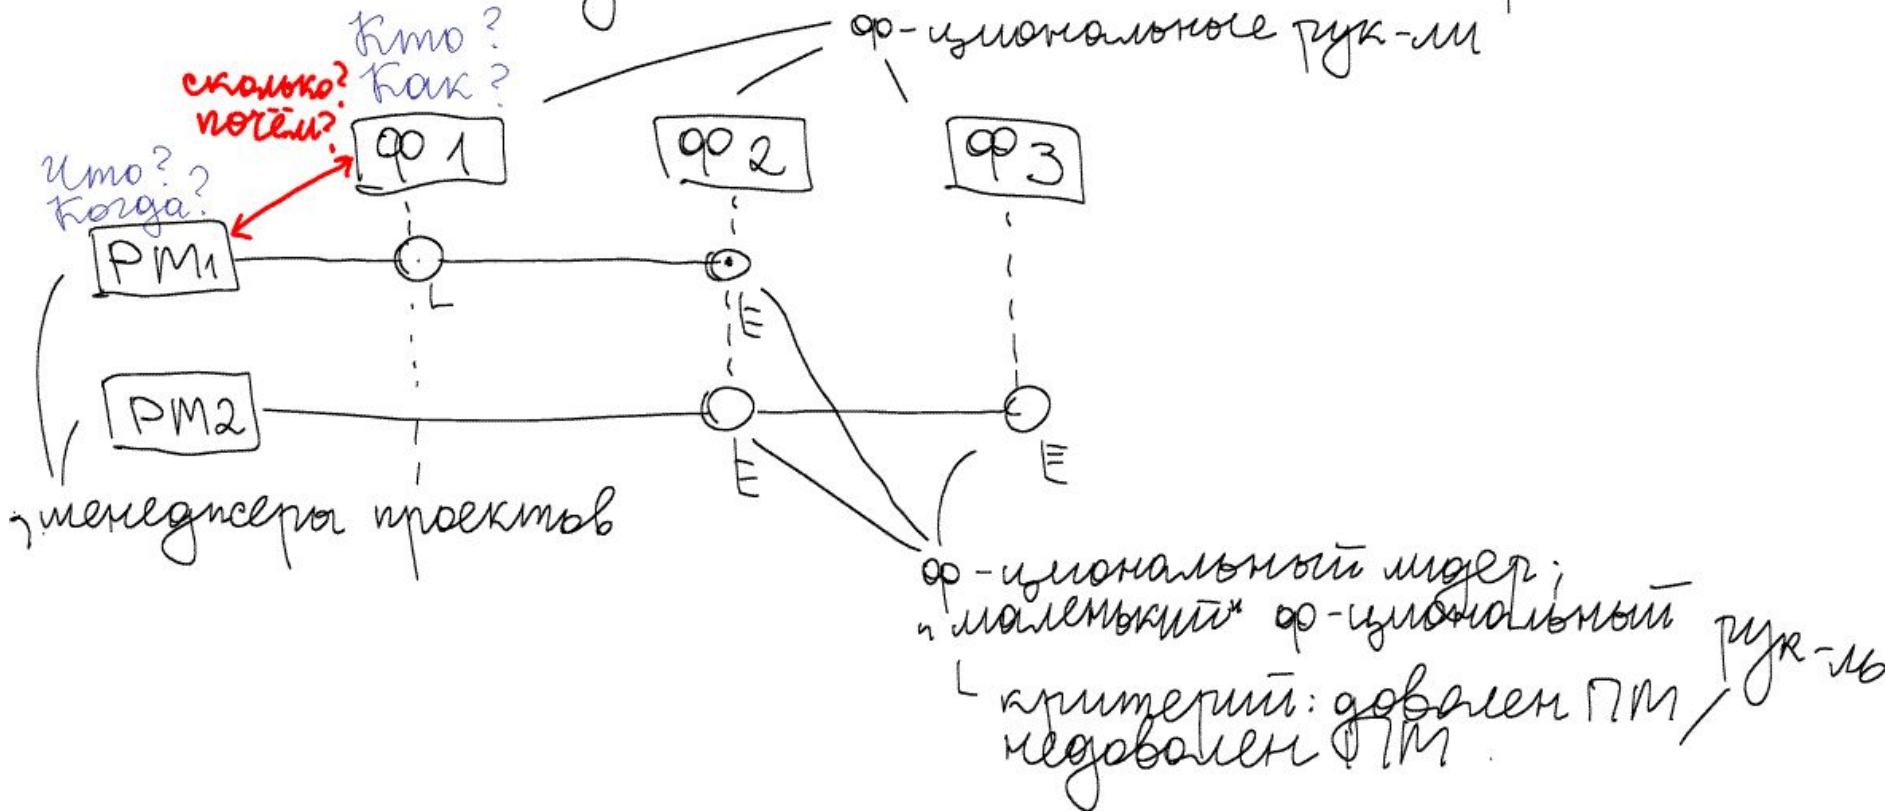 Кто?
Как?
ф-циональные рук-ли
сколько?
почём?
Ф1
Ф2
Ф3
Что?
Когда?
PM1
PM2
менеджеры проектов
ф-циональный лидер;
"маленький" ф-циональный рук-ль
критерий: доволен ПМ /
недоволен ПМ